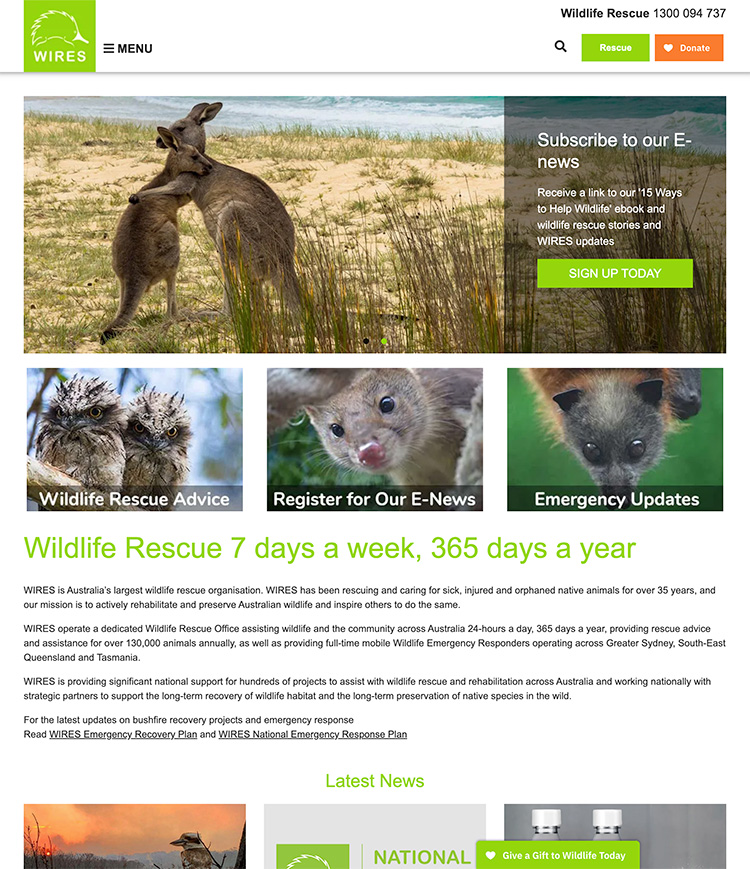 Wildlife Rescue 1300 094 737
WIRES
MENU
Rescue
Donate
Subscribe to our E-
news
Receive a link to our '15 Ways
to Help Wildlife' ebook and
wildlife rescue stories and
WIRES updates
SIGN UP TODAY
Wildlife Rescue Advice
Register for Our E-News
Emergency Updates
Wildlife Rescue 7 days a week, 365 days a year
WIRES is Australia's largest wildlife rescue organisation. WIRES has been rescuing and caring for sick, injured and orphaned native animals for over 35 years, and
our mission is to actively rehabilitate and preserve Australian wildlife and inspire others to do the same.
WIRES operate a dedicated Wildlife Rescue Office assisting wildlife and the community across Australia 24-hours a day, 365 days a year, providing rescue advice
and assistance for over 130,000 animals annually, as well as providing full-time mobile Wildlife Emergency Responders operating across Greater Sydney, South-East
Queensland and Tasmania.
WIRES is providing significant national support for hundreds of projects to assist with wildlife rescue and rehabilitation across Australia and working nationally with
strategic partners to support the long-term recovery of wildlife habitat and the long-term preservation of native species in the wild.
For the latest updates on bushfire recovery projects and emergency response
Read WIRES Emergency Recovery Plan and WIRES National Emergency Response Plan
Latest News
NATIONAL
Give a Gift to Wildlife Today